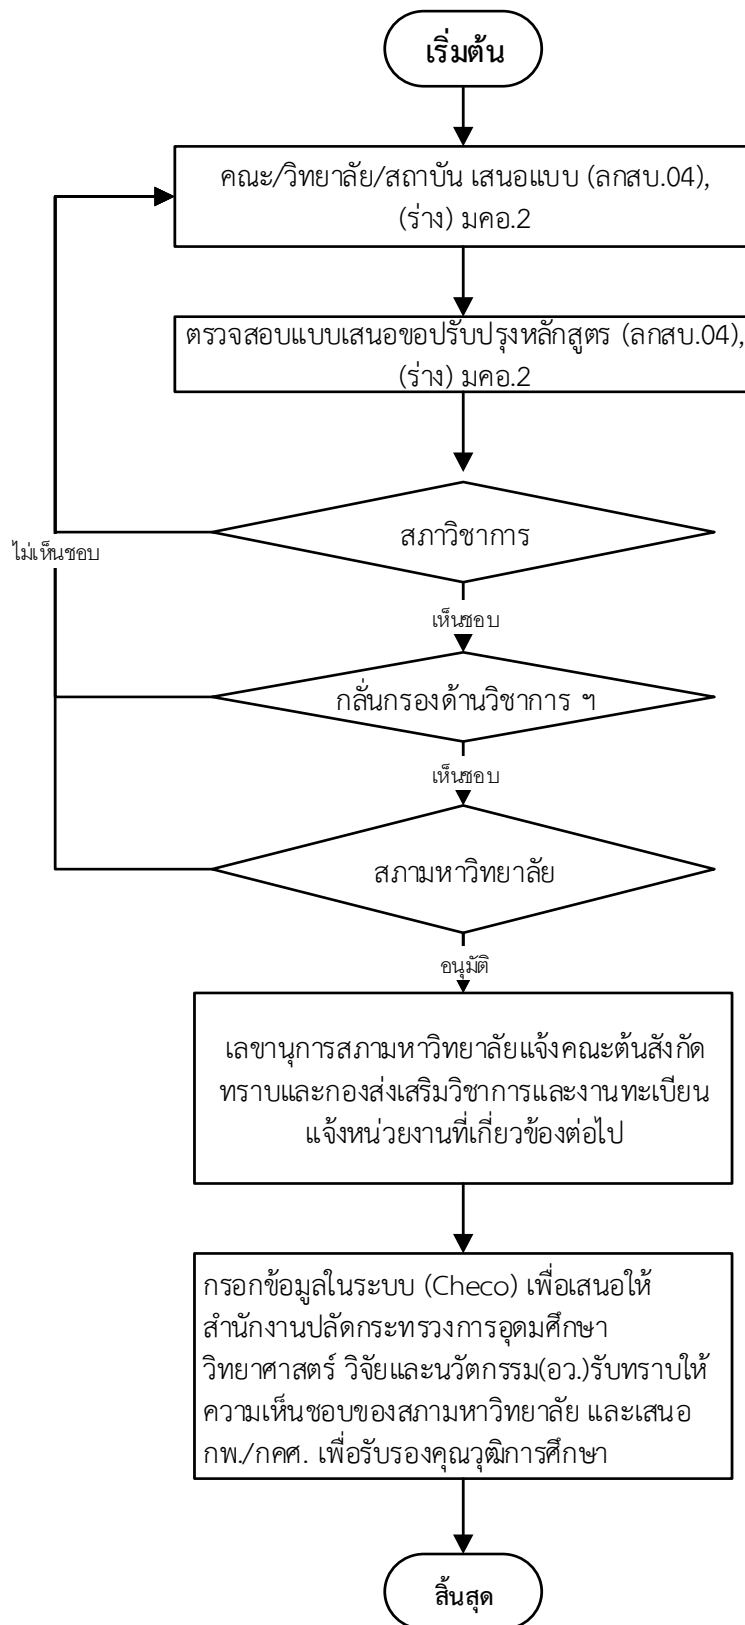 เริ่มต้น
คณะ/วิทยาลัย/สถาบัน เสนอแบบ (ลกสบ.04),
(ร่าง) มคอ.2
ตรวจสอบแบบเสนอขอปรับปรุงหลักสูตร (ลกสบ.04),
(ร่าง) มคอ.2
สภาวิชาการ
ไม่เห็นชอบ
เห็นชอบ
กลั่นกรองด้านวิชาการ ฯ
เห็นชอบ
สภามหาวิทยาลัย
อนุมัติ
เลขานุการสภามหาวิทยาลัยแจ้งคณะต้นสังกัด
ทราบและกองส่งเสริมวิชาการและงานทะเบียน
แจ้งหน่วยงานที่เกี่ยวข้องต่อไป
กรอกข้อมูลในระบบ (Checo) เพื่อเสนอให้
สำนักงานปลัดกระทรวงการอุดมศึกษา
วิทยาศาสตร์ วิจัยและนวัตกรรม(อว.)รับทราบให้
ความเห็นชอบของสภามหาวิทยาลัย และเสนอ
กพ./กคศ. เพื่อรับรองคุณวุฒิการศึกษา
สิ้นสุด